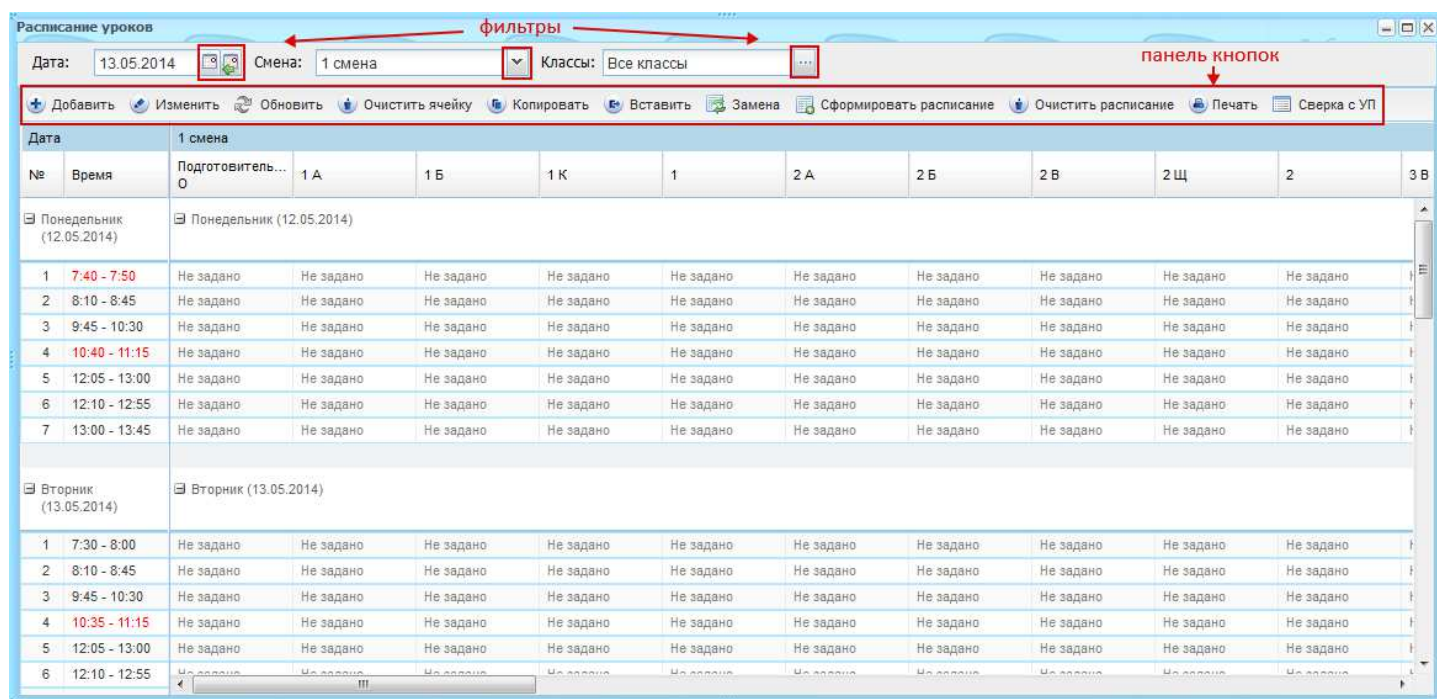 Расписание уроков
фильтры
Дата: 13.05.2014 Смена: 1 смена Классы: Все классы ...
панель кнопок
Добавить Изменить Обновить Очистить ячейку Копировать Вставить Замена Сформировать расписание Очистить расписание Печать Сверка с УП
Дата 1 смена
№ Время Подготовитель... О 1 А 1 Б 1 К 1 2 А 2 Б 2 В 2 Щ 2 3 В
Понедельник (12.05.2014) Понедельник (12.05.2014)
1 7:40 - 7:50 Не задано Не задано Не задано Не задано Не задано Не задано Не задано Не задано Не задано Не задано
2 8:10 - 8:45 Не задано Не задано Не задано Не задано Не задано Не задано Не задано Не задано Не задано Не задано
3 9:45 - 10:30 Не задано Не задано Не задано Не задано Не задано Не задано Не задано Не задано Не задано Не задано
4 10:40 - 11:15 Не задано Не задано Не задано Не задано Не задано Не задано Не задано Не задано Не задано Не задано
5 12:05 - 13:00 Не задано Не задано Не задано Не задано Не задано Не задано Не задано Не задано Не задано Не задано
6 12:10 - 12:55 Не задано Не задано Не задано Не задано Не задано Не задано Не задано Не задано Не задано Не задано
7 13:00 - 13:45 Не задано Не задано Не задано Не задано Не задано Не задано Не задано Не задано Не задано Не задано
Вторник (13.05.2014) Вторник (13.05.2014)
1 7:30 - 8:00 Не задано Не задано Не задано Не задано Не задано Не задано Не задано Не задано Не задано Не задано
2 8:10 - 8:45 Не задано Не задано Не задано Не задано Не задано Не задано Не задано Не задано Не задано Не задано
3 9:45 - 10:30 Не задано Не задано Не задано Не задано Не задано Не задано Не задано Не задано Не задано Не задано
4 10:35 - 11:15 Не задано Не задано Не задано Не задано Не задано Не задано Не задано Не задано Не задано Не задано
5 12:05 - 13:00 Не задано Не задано Не задано Не задано Не задано Не задано Не задано Не задано Не задано Не задано
6 12:10 - 12:55